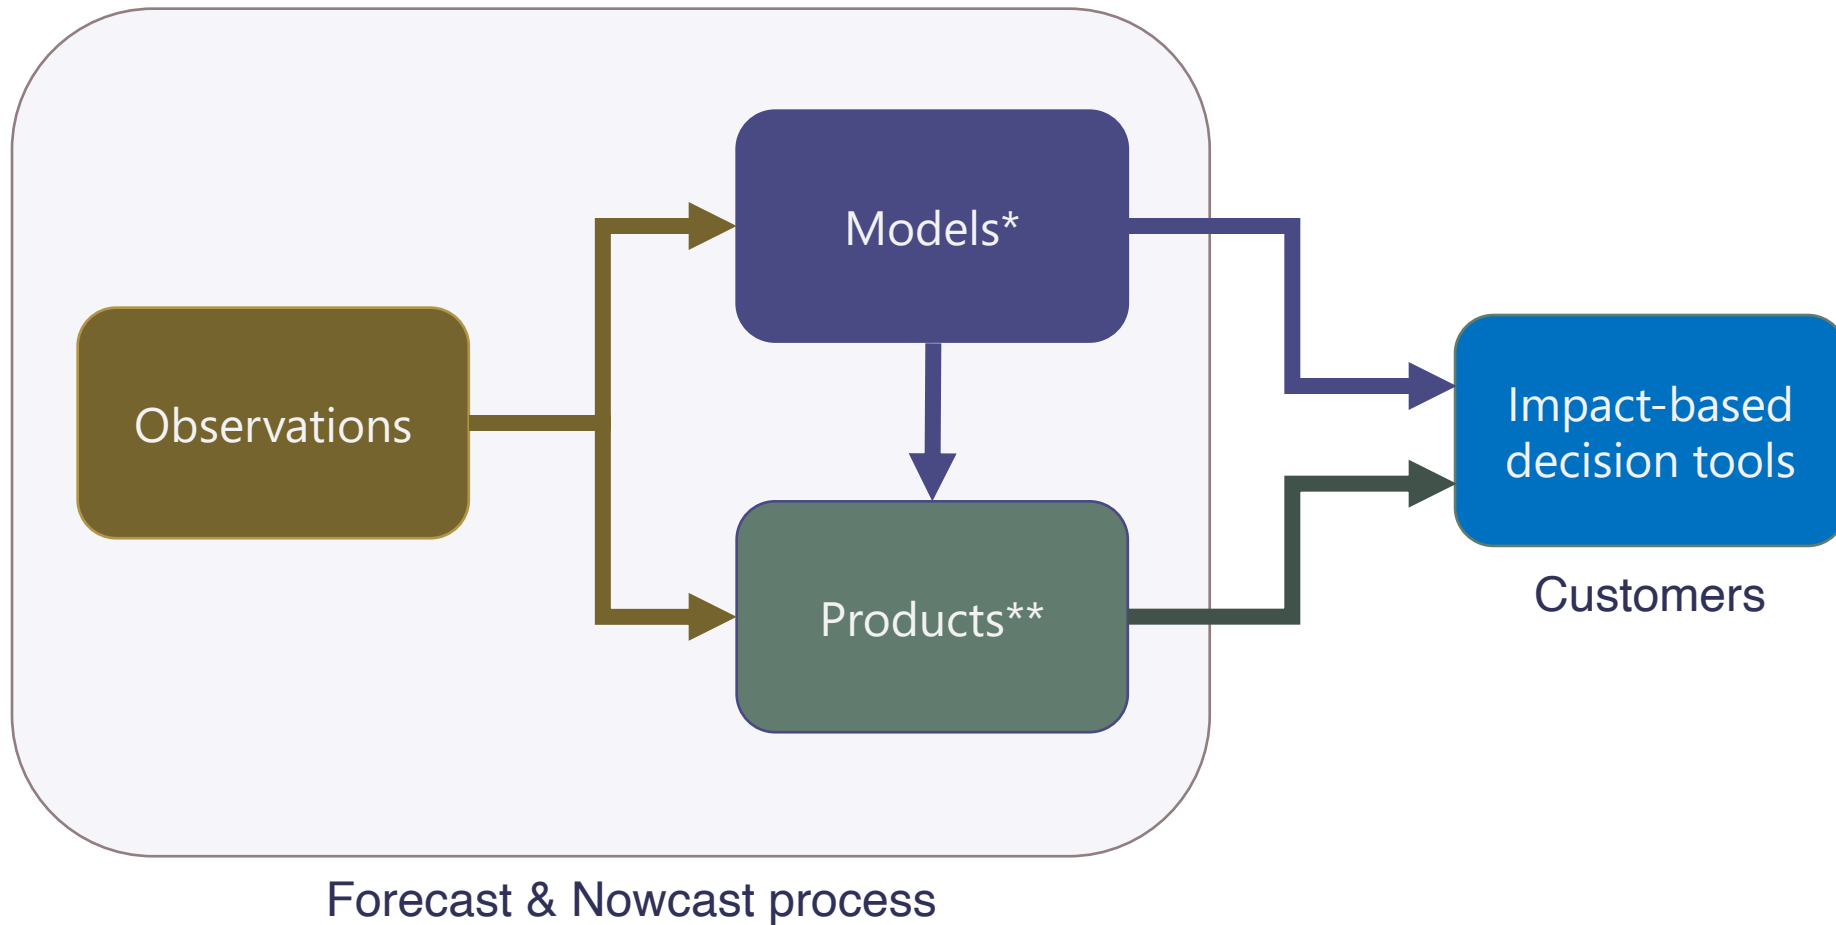 Models*
Observations
Impact-based
decision tools
Products**
Customers
Forecast & Nowcast process